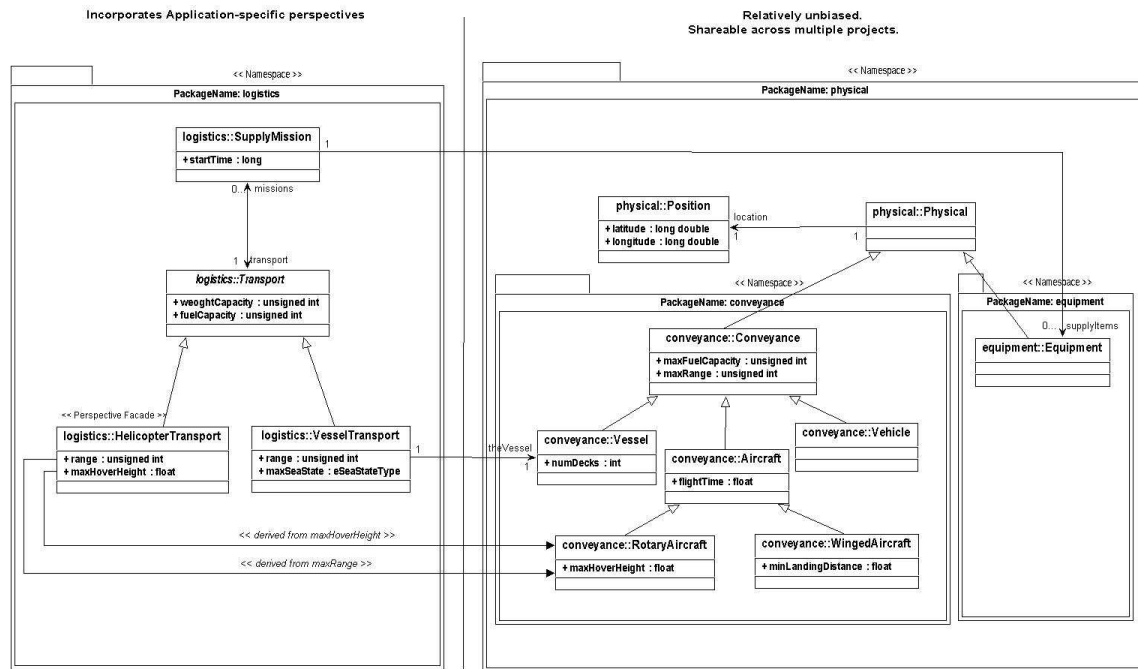 Incorporates Application-specific perspectives
Relatively unbiased.
Shareable across multiple projects.
<< Namespace >>
PackageName: logistics
logistics::SupplyMission
+ startTime : long
1
0... missions
1 transport
logistics::Transport
+ weoghtCapacity : unsigned int
+ fuelCapacity : unsigned int
<< Perspective Facade >>
logistics::HelicopterTransport
+ range : unsigned int
+ maxHoverHeight : float
logistics::VesselTransport
+ range : unsigned int
+ maxSeaState : eSeaStateType
1
<< derived from maxHoverHeight >>
<< derived from maxRange >>
<< Namespace >>
PackageName: physical
physical::Position
+ latitude : long double
+ longitude : long double
location
1
1
physical::Physical
<< Namespace >>
PackageName: conveyance
conveyance::Conveyance
+ maxFuelCapacity : unsigned int
+ maxRange : unsigned int
theVessel
1
conveyance::Vessel
+ numDecks : int
conveyance::Aircraft
+ flightTime : float
conveyance::Vehicle
conveyance::RotaryAircraft
+ maxHoverHeight : float
conveyance::WingedAircraft
+ minLandingDistance : float
<< Namespace >>
PackageName: equipment
0... supplyItems
equipment::Equipment